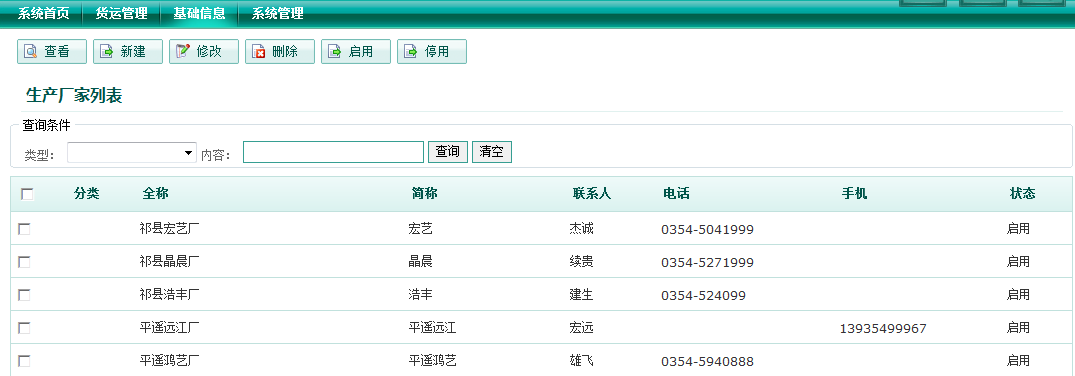 系统首页 货运管理 基础信息 系统管理
查看 新建 修改 删除 启用 停用
生产厂家列表
查询条件
类型： 内容： 查询 清空
分类 全称 简称 联系人 电话 手机 状态
祁县宏艺厂 宏艺 杰诚 0354-5041999 启用
祁县晶晨厂 晶晨 续贵 0354-5271999 启用
祁县浩丰厂 浩丰 建生 0354-524099 启用
平遥远江厂 平遥远江 宏远 13935499967 启用
平遥鸿艺厂 平遥鸿艺 雄飞 0354-5940888 启用